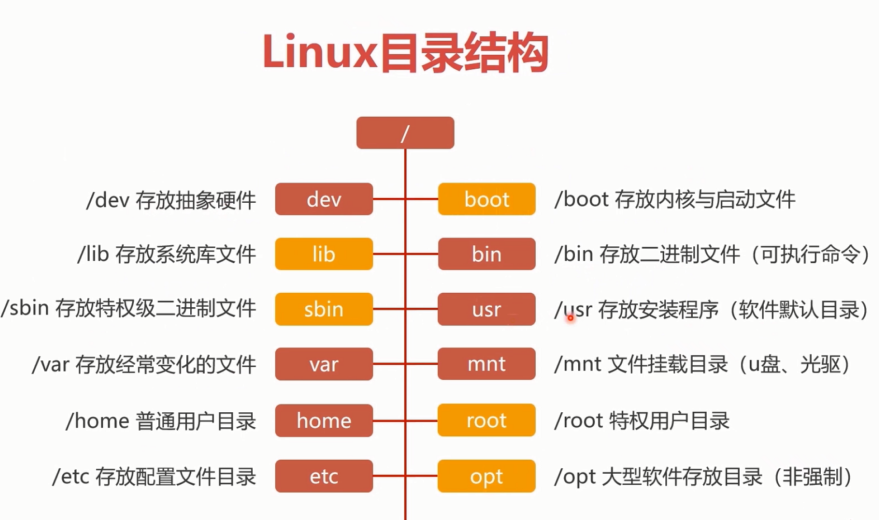 Linux目录结构
/
/dev 存放抽象硬件 dev boot /boot 存放内核与启动文件
/lib 存放系统库文件 lib bin /bin 存放二进制文件（可执行命令）
/sbin 存放特权级二进制文件 sbin usr /usr 存放安装程序（软件默认目录）
/var 存放经常变化的文件 var mnt /mnt 文件挂载目录（u盘、光驱）
/home 普通用户目录 home root /root 特权用户目录
/etc 存放配置文件目录 etc opt /opt 大型软件存放目录（非强制）